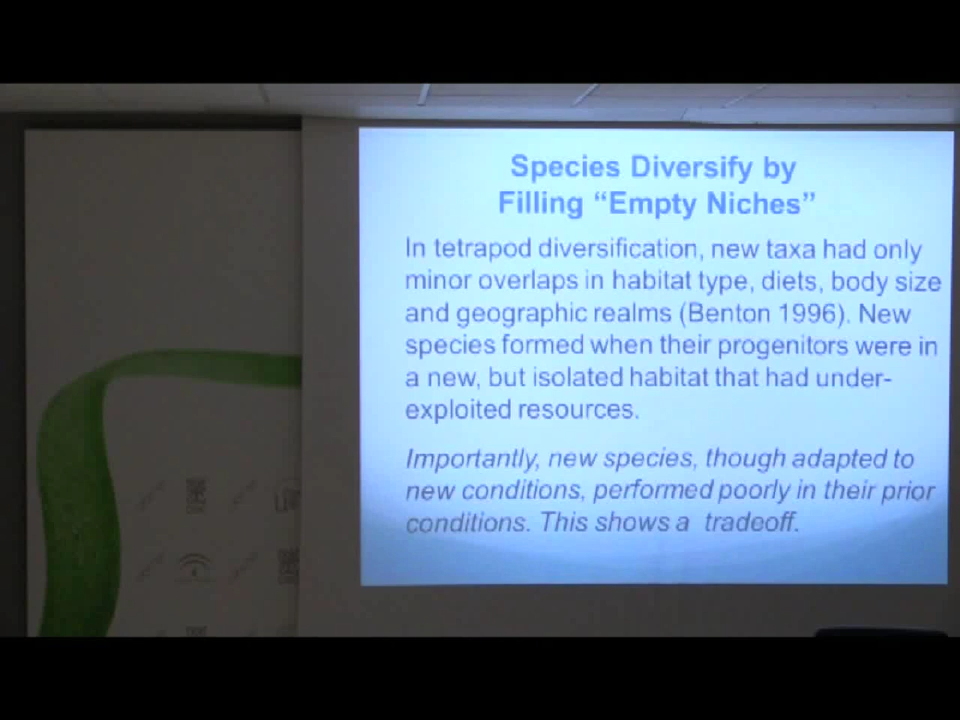 Species Diversify by
Filling “Empty Niches”
In tetrapod diversification, new taxa had only
minor overlaps in habitat type, diets, body size
and geographic realms (Benton 1996). New
species formed when their progenitors were in
a new, but isolated habitat that had under-
exploited resources.
Importantly, new species, though adapted to
new conditions, performed poorly in their prior
conditions. This shows a tradeoff.